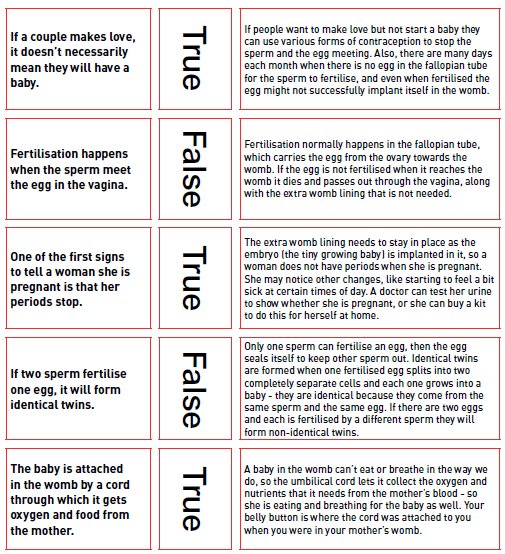 If a couple makes love,
it doesn't necessarily
mean they will have a
baby.
True
If people want to make love but not start a baby they
can use various forms of contraception to stop the
sperm and the egg meeting. Also, there are many days
each month when there is no egg in the fallopian tube
for the sperm to fertilise, and even when fertilised the
egg might not successfully implant itself in the womb.
Fertilisation happens
when the sperm meet
the egg in the vagina.
False
Fertilisation normally happens in the fallopian tube,
which carries the egg from the ovary towards the
womb. If the egg is not fertilised when it reaches the
womb it dies and passes out through the vagina, along
with the extra womb lining that is not needed.
One of the first signs
to tell a woman she is
pregnant is that her
periods stop.
True
The extra womb lining needs to stay in place as the
embryo (the tiny growing baby) is implanted in it, so a
woman does not have periods when she is pregnant.
She may notice other changes, like starting to feel a bit
sick at certain times of day. A doctor can test her urine
to show whether she is pregnant, or she can buy a kit
to do this for herself at home.
If two sperm fertilise
one egg, it will form
identical twins.
False
Only one sperm can fertilise an egg, then the egg
seals itself to keep other sperm out. Identical twins
are formed when one fertilised egg splits into two
completely separate cells and each one grows into a
baby - they are identical because they come from the
same sperm and the same egg. If there are two eggs
and each is fertilised by a different sperm they will
form non-identical twins.
The baby is attached
in the womb by a cord
through which it gets
oxygen and food from
the mother.
True
A baby in the womb can't eat or breathe in the way we
do, so the umbilical cord lets it collect the oxygen and
nutrients that it needs from the mother's blood - so
she is eating and breathing for the baby as well. Your
belly button is where the cord was attached to you
when you were in your mother's womb.